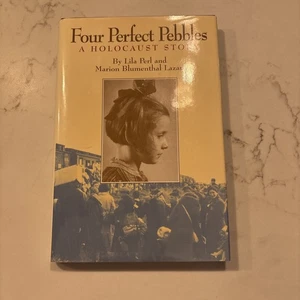 Four Perfect Pebbles
A HOLOCAUST STORY
By Lila Perl and
Marion Blumenthal Lazan